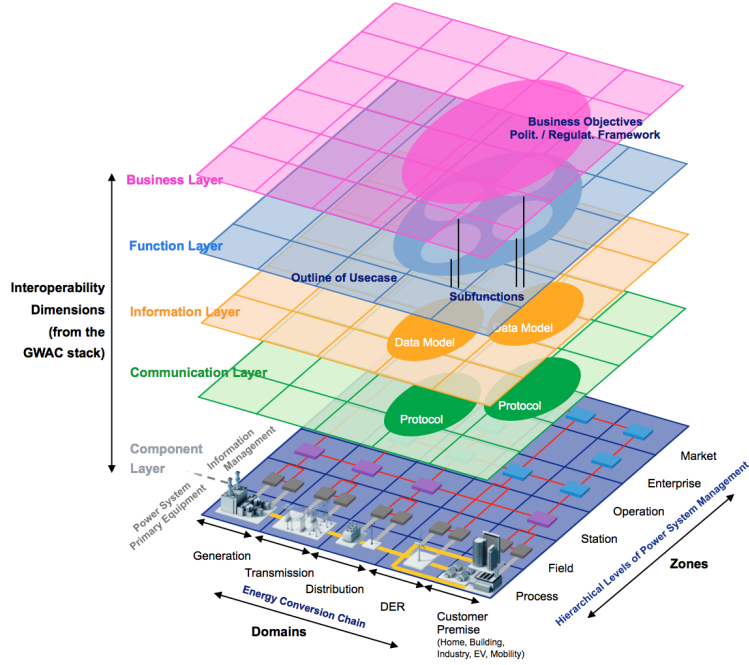 Business Objectives
Polit. / Regulat. Framework
Business Layer
Function Layer
Outline of Usecase
Subfunctions
Interoperability
Dimensions
(from the
GWAC stack)
Information Layer
Data Model
Data Model
Communication Layer
Protocol
Protocol
Component
Layer
Information
Management
Power System
Primary Equipment
Market
Enterprise
Operation
Station
Field
Process
Hierarchical Levels of Power System Management
Zones
Generation
Transmission
Distribution
DER
Customer
Premise
(Home, Building,
Industry, EV, Mobility)
Energy Conversion Chain
Domains